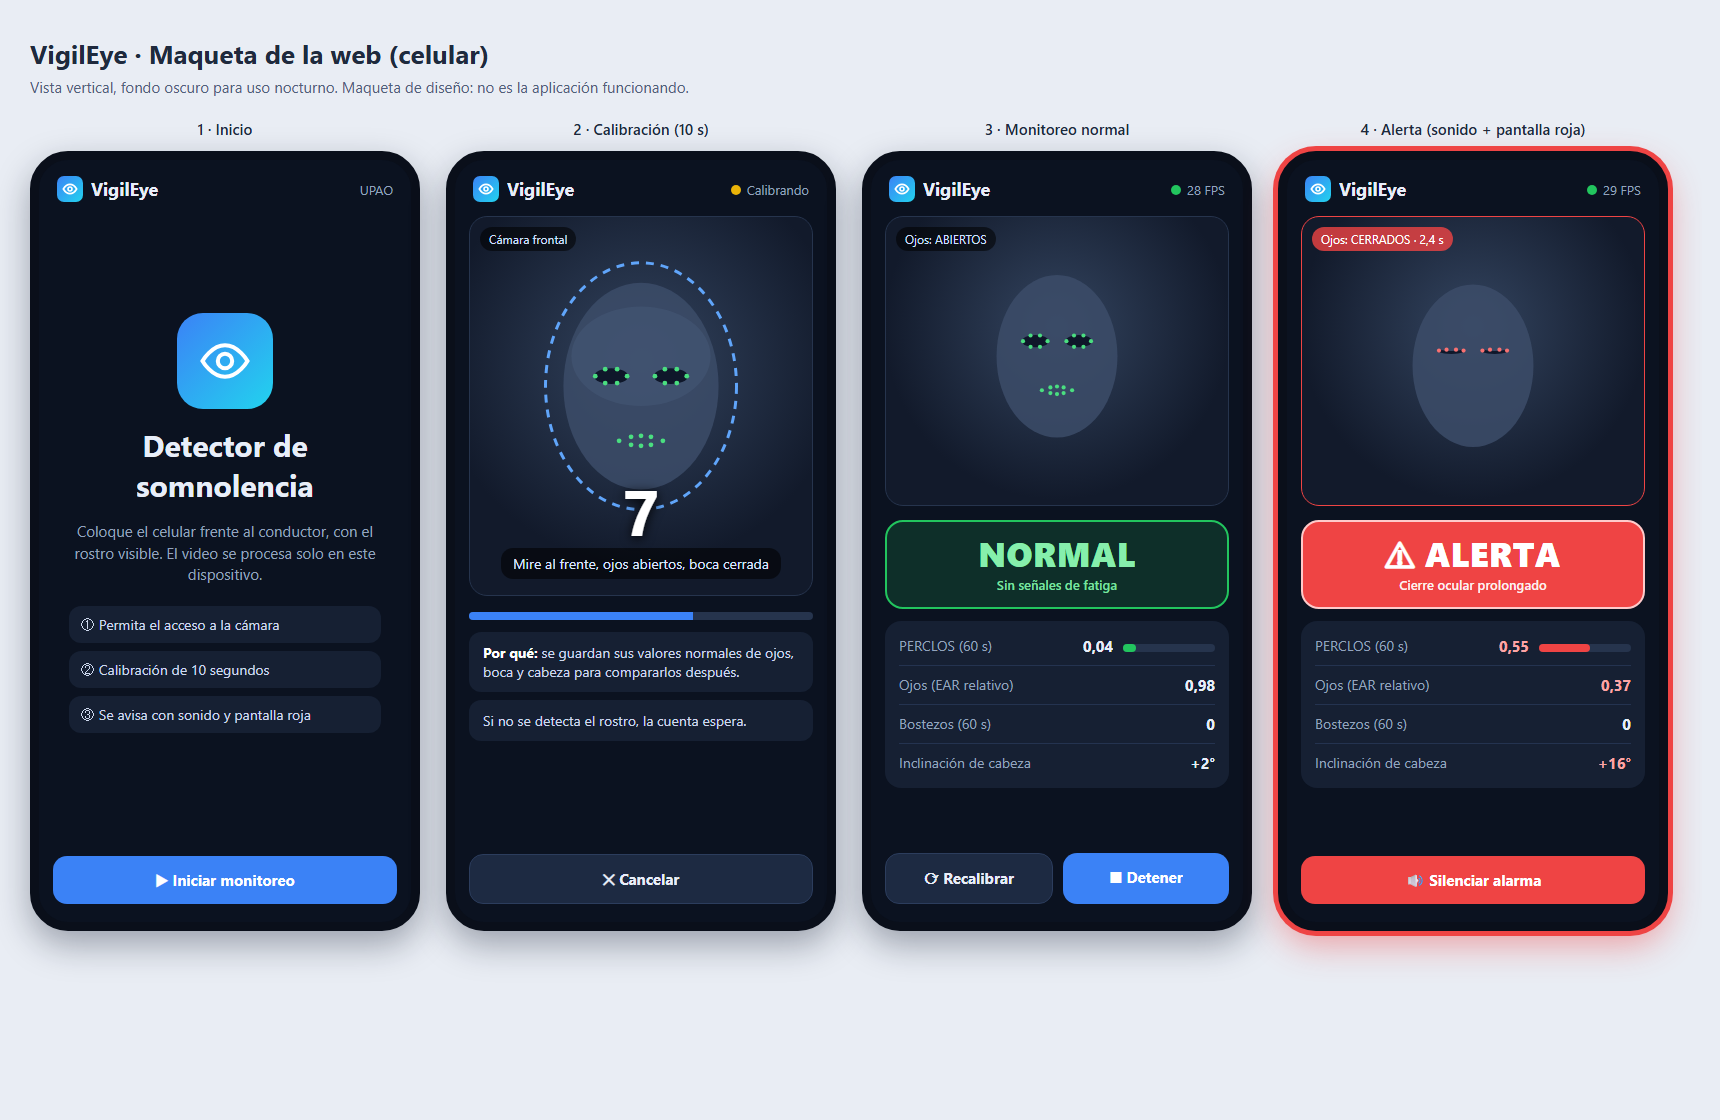 VigilEye · Maqueta de la web (celular)
Vista vertical, fondo oscuro para uso nocturno. Maqueta de diseño: no es la aplicación funcionando.
1 · Inicio
VigilEye
UPAO
Detector de
somnolencia
Coloque el celular frente al conductor, con el
rostro visible. El video se procesa solo en este
dispositivo.
① Permita el acceso a la cámara
② Calibración de 10 segundos
③ Se avisa con sonido y pantalla roja
▶ Iniciar monitoreo
2 · Calibración (10 s)
VigilEye
Calibrando
Cámara frontal
7
Mire al frente, ojos abiertos, boca cerrada
Por qué: se guardan sus valores normales de ojos,
boca y cabeza para compararlos después.
Si no se detecta el rostro, la cuenta espera.
✕ Cancelar
3 · Monitoreo normal
VigilEye
28 FPS
Ojos: ABIERTOS
NORMAL
Sin señales de fatiga
PERCLOS (60 s) 0,04
Ojos (EAR relativo) 0,98
Bostezos (60 s) 0
Inclinación de cabeza +2°
⟳ Recalibrar
■ Detener
4 · Alerta (sonido + pantalla roja)
VigilEye
29 FPS
Ojos: CERRADOS · 2,4 s
⚠ ALERTA
Cierre ocular prolongado
PERCLOS (60 s) 0,55
Ojos (EAR relativo) 0,37
Bostezos (60 s) 0
Inclinación de cabeza +16°
🔊 Silenciar alarma